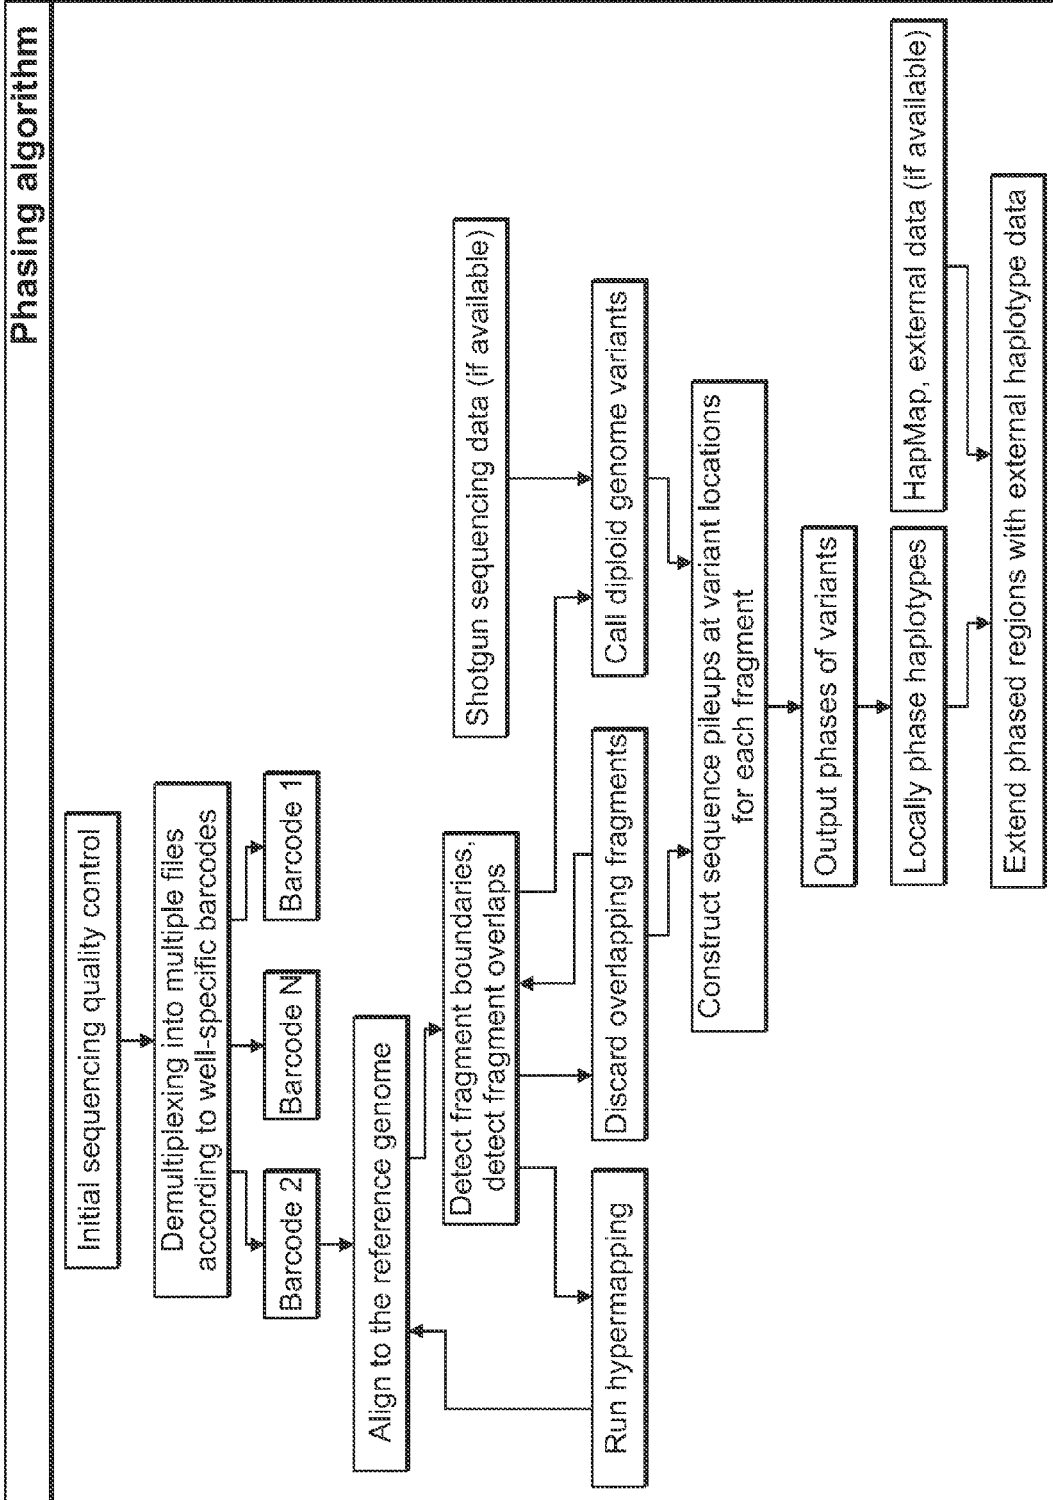 Phasing algorithm
Initial sequencing quality control
Demultiplexing into multiple files
according to well-specific barcodes
Barcode 2
Barcode N
Barcode 1
Align to the reference genome
Detect fragment boundaries,
detect fragment overlaps
Shotgun sequencing data (if available)
Run hypermapping
Discard overlapping fragments
Call diploid genome variants
Construct sequence pileups at variant locations
for each fragment
Output phases of variants
Locally phase haplotypes
HapMap, external data (if available)
Extend phased regions with external haplotype data